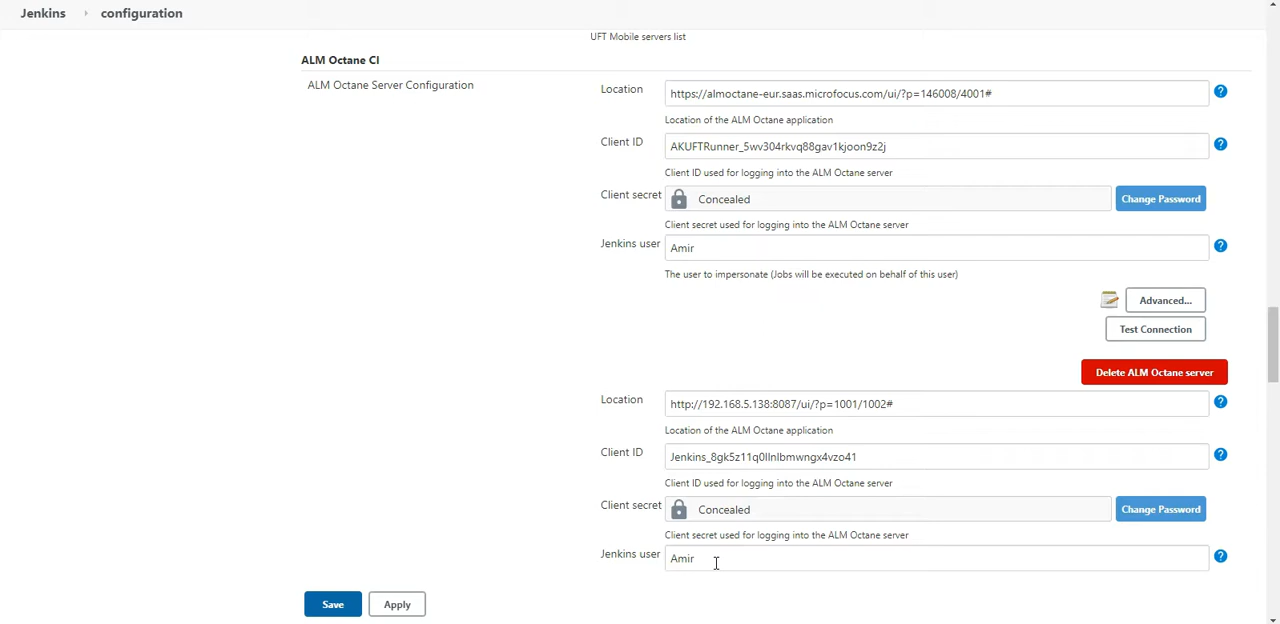 Jenkins › configuration
UFT Mobile servers list
ALM Octane CI
ALM Octane Server Configuration
Location
https://almoctane-eur.saas.microfocus.com/ui/?p=146008/4001#
Location of the ALM Octane application
Client ID
AKUFTRunner_5wv304rkvq88gav1kjoon9z2j
Client ID used for logging into the ALM Octane server
Client secret
Concealed
Change Password
Client secret used for logging into the ALM Octane server
Jenkins user
Amir
The user to impersonate (Jobs will be executed on behalf of this user)
Advanced...
Test Connection
Delete ALM Octane server
Location
http://192.168.5.138:8087/ui/?p=1001/1002#
Location of the ALM Octane application
Client ID
Client ID used for logging into the ALM Octane server
Client secret
Concealed
Change Password
Client secret used for logging into the ALM Octane server
Jenkins user
Amir
Save
Apply